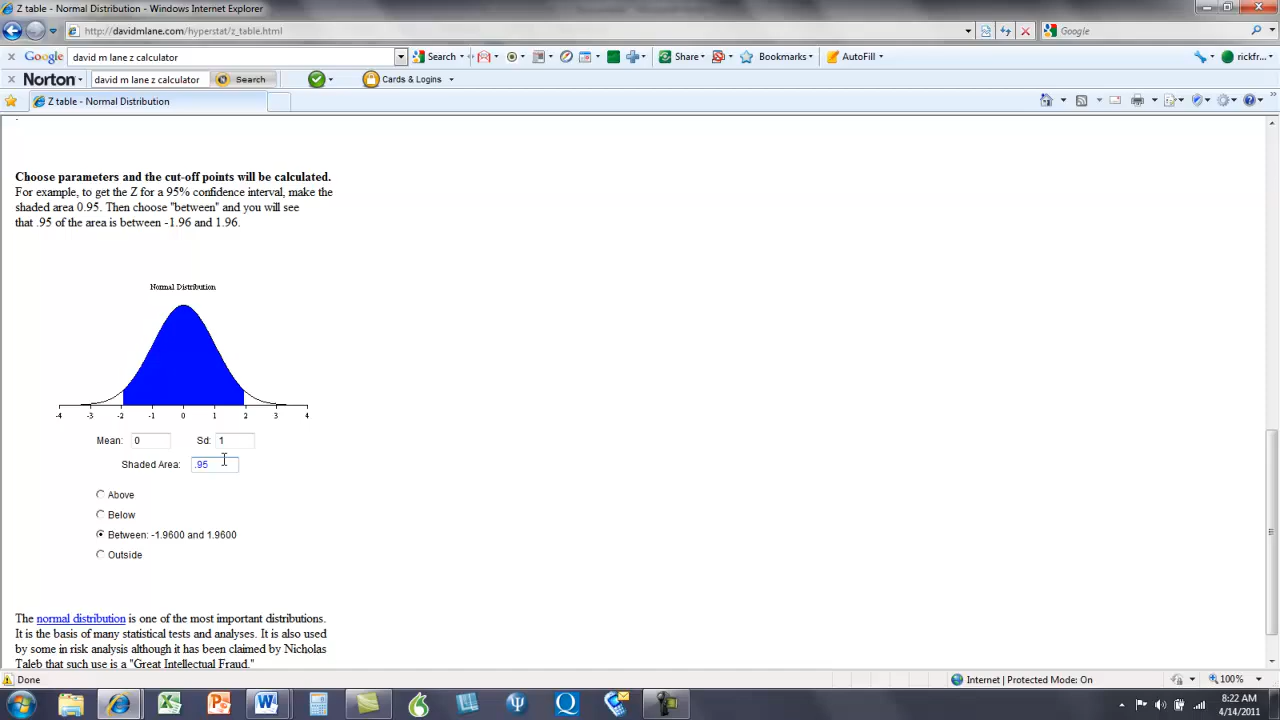 Z table - Normal Distribution - Windows Internet Explorer
http://davidmlane.com/hyperstat/z_table.html
Google
Google david m lane z calculator Search Share Bookmarks AutoFill rickfr...
Norton david m lane z calculator Search Cards & Logins
Z table - Normal Distribution
Choose parameters and the cut-off points will be calculated.
For example, to get the Z for a 95% confidence interval, make the
shaded area 0.95. Then choose "between" and you will see
that .95 of the area is between -1.96 and 1.96.
Normal Distribution
-4 -3 -2 -1 0 1 2 3 4
Mean: 0 Sd: 1
Shaded Area: .95
Above
Below
Between: -1.9600 and 1.9600
Outside
The normal distribution is one of the most important distributions.
It is the basis of many statistical tests and analyses. It is also used
by some in risk analysis although it has been claimed by Nicholas
Taleb that such use is a "Great Intellectual Fraud."
Done Internet | Protected Mode: On 100%
8:22 AM
4/14/2011